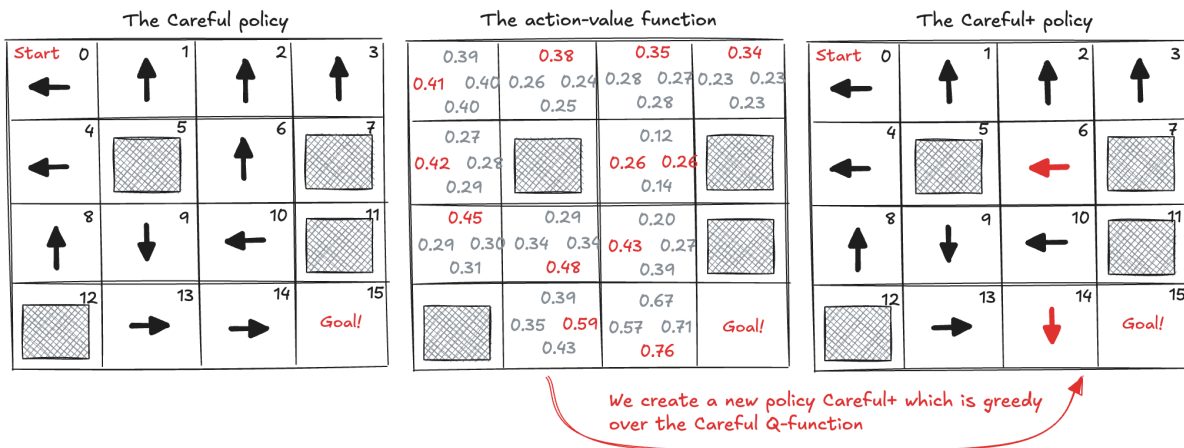 The Careful policy
The action-value function
The Careful+ policy
Start 0 1 2 3
0.39 0.38 0.35 0.34
0.41 0.40 0.26 0.24 0.28 0.27 0.23 0.23
0.40 0.25 0.28 0.23
Start 0 1 2 3
4 5 6 7
0.27 0.12
0.42 0.28 0.26 0.26
0.29 0.14
4 5 6 7
8 9 10 11
0.45 0.29 0.20
0.29 0.30 0.34 0.34 0.43 0.27
0.31 0.48 0.39
8 9 10 11
12 13 14 15
Goal!
0.39 0.67
0.35 0.59 0.57 0.71 Goal!
0.43 0.76
12 13 14 15
Goal!
We create a new policy Careful+ which is greedy
over the Careful Q-function